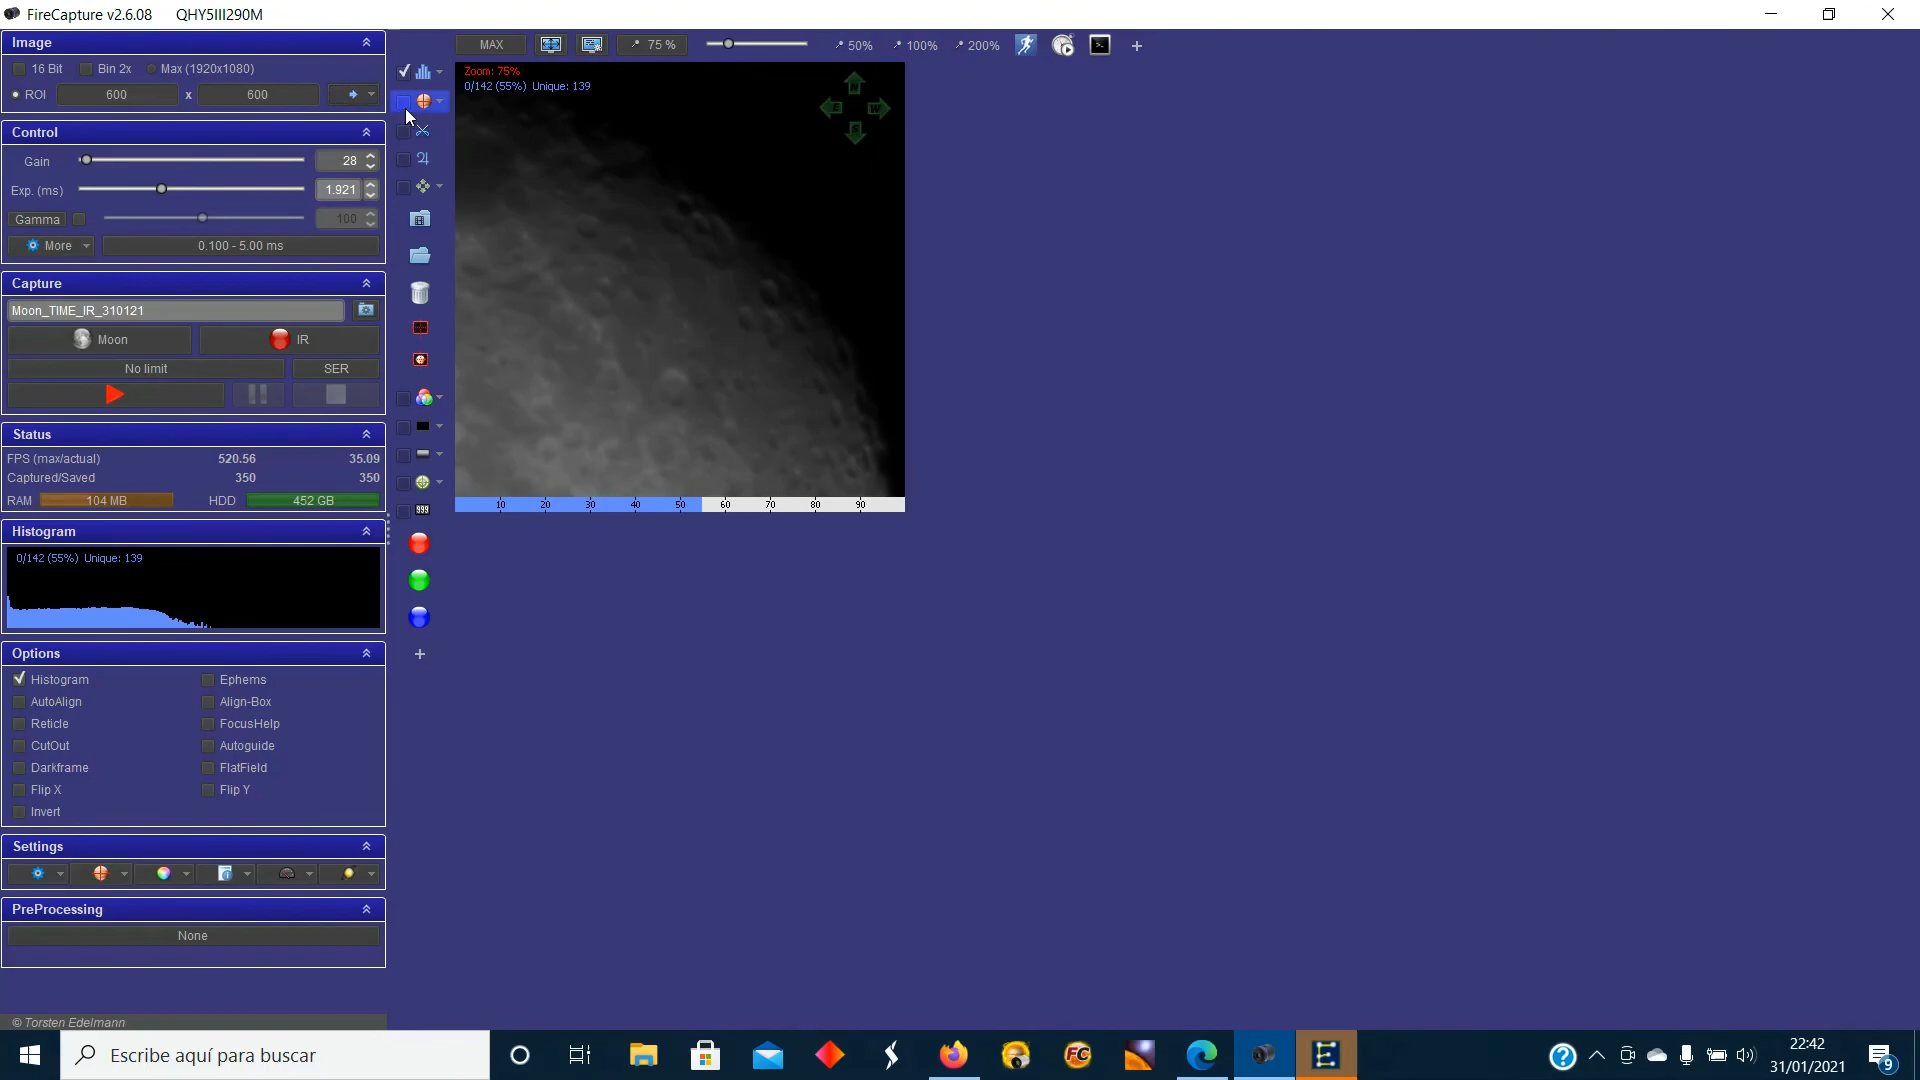 FireCapture v2.6.08 QHY5III290M
Image
16 Bit Bin 2x Max (1920x1080)
ROI 600 x 600
Control
Gain 28
Exp. (ms) 1.921
Gamma 100
More 0.100 - 5.00 ms
Capture
Moon_TIME_IR_310121
Moon IR
No limit SER
Status
FPS (max/actual) 520.56 35.09
Captured/Saved 350 350
RAM 104 MB HDD 452 GB
Histogram
0/142 (55%) Unique: 139
Options
Histogram Ephems
AutoAlign Align-Box
Reticle FocusHelp
CutOut Autoguide
Darkframe FlatField
Flip X Flip Y
Invert
Settings
PreProcessing
None
© Torsten Edelmann
MAX 75 % 50% 100% 200%
Zoom: 75%
0/142 (55%) Unique: 139
N
E W
S
10 20 30 40 50 60 70 80 90
999
Escribe aquí para buscar
FC
E
22:42
31/01/2021
9